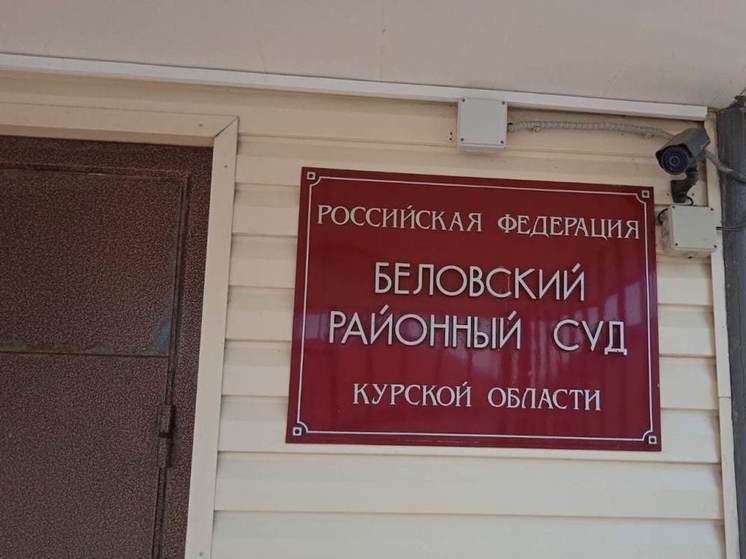 РОССИЙСКАЯ ФЕДЕРАЦИЯ
БЕЛОВСКИЙ
РАЙОННЫЙ СУД
КУРСКОЙ ОБЛАСТИ